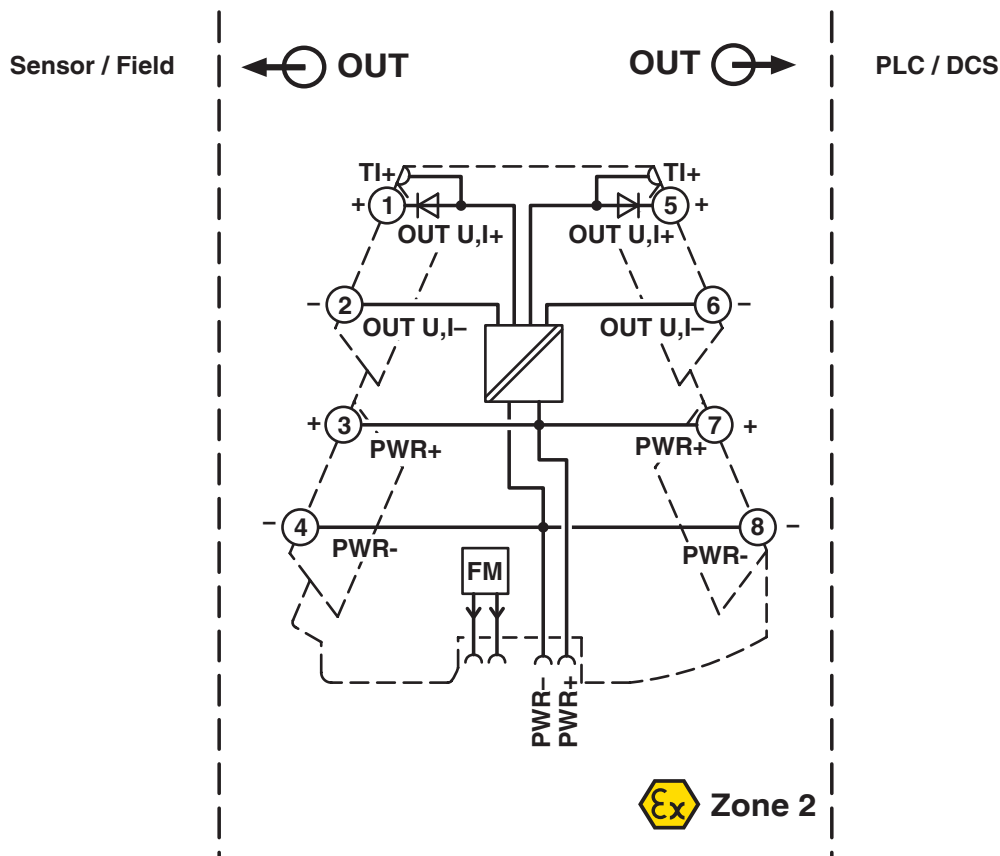 Sensor / Field
OUT
OUT
PLC / DCS
TI+
TI+
+ 1
5 +
OUT U,I+
OUT U,I+
– 2
6 –
OUT U,I–
OUT U,I–
+ 3
7 +
PWR+
PWR+
– 4
8 –
PWR-
PWR-
FM
PWR–
PWR+
Ex Zone 2